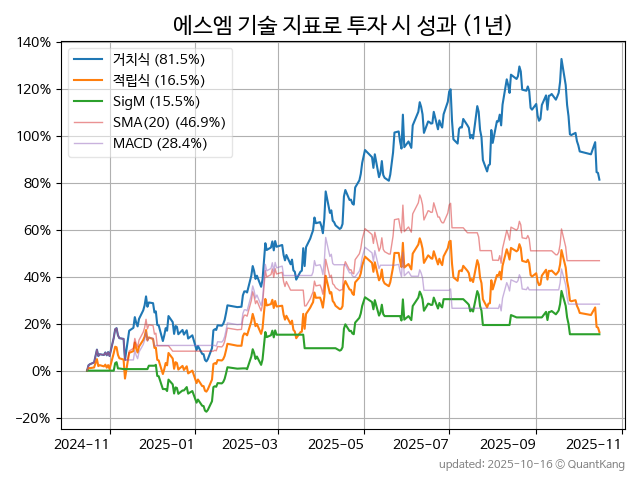 에스엠 기술 지표로 투자 시 성과 (1년)
140%
120%
100%
80%
60%
40%
20%
0%
−20%
거치식 (81.5%)
적립식 (16.5%)
SigM (15.5%)
SMA(20) (46.9%)
MACD (28.4%)
2024-11
2025-01
2025-03
2025-05
2025-07
2025-09
2025-11
updated: 2025-10-16 © QuantKang